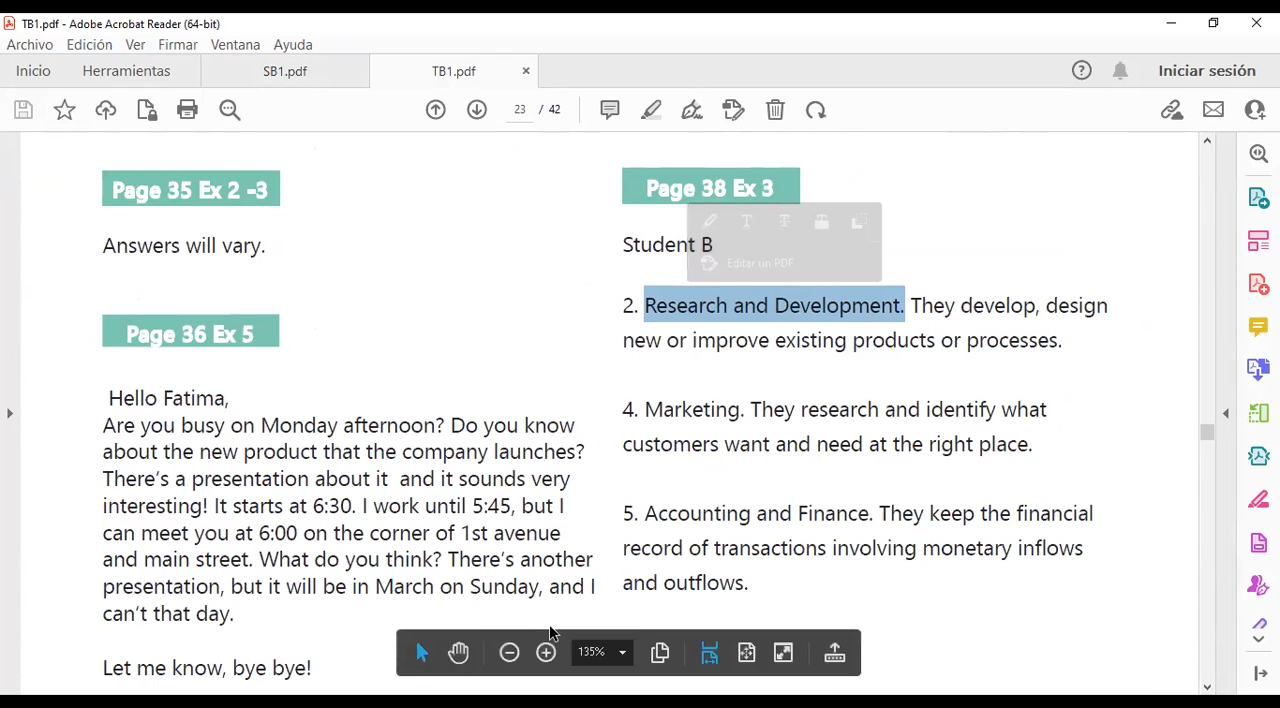 TB1.pdf - Adobe Acrobat Reader (64-bit)
Archivo Edición Ver Firmar Ventana Ayuda
Inicio Herramientas SB1.pdf TB1.pdf Iniciar sesión
23 / 42
Page 35 Ex 2 -3
Answers will vary.
Page 36 Ex 5
Hello Fatima,
Are you busy on Monday afternoon? Do you know
about the new product that the company launches?
There's a presentation about it and it sounds very
interesting! It starts at 6:30. I work until 5:45, but I
can meet you at 6:00 on the corner of 1st avenue
and main street. What do you think? There's another
presentation, but it will be in March on Sunday, and I
can't that day.
Let me know, bye bye!
Page 38 Ex 3
Student B
Editar un PDF
2. Research and Development. They develop, design
new or improve existing products or processes.
4. Marketing. They research and identify what
customers want and need at the right place.
5. Accounting and Finance. They keep the financial
record of transactions involving monetary inflows
and outflows.
135%